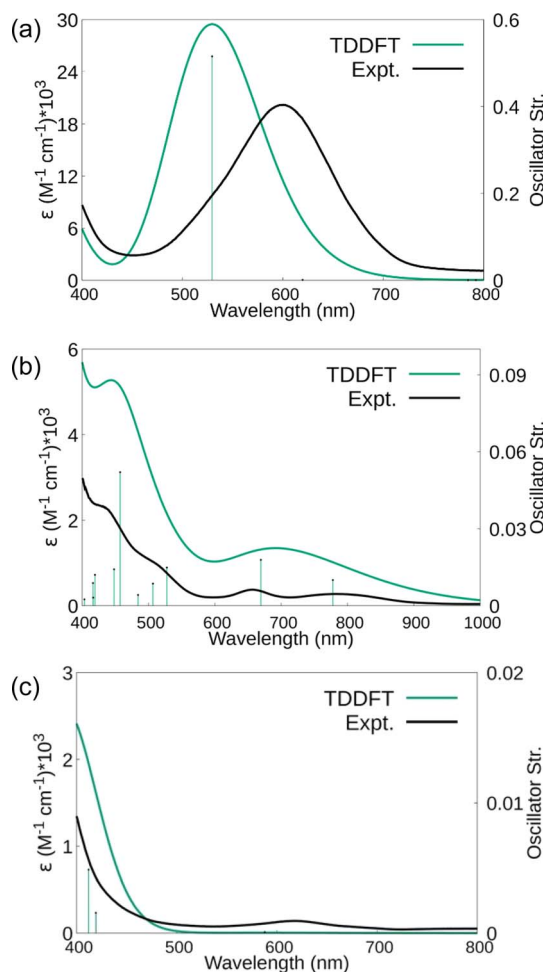 (a)
ε (M⁻¹ cm⁻¹)*10³
30
24
18
12
6
0
TDDFT
Expt.
0.6
0.4
0.2
0
Oscillator Str.
400 500 600 700 800
Wavelength (nm)
(b)
ε (M⁻¹ cm⁻¹)*10³
6
4
2
0
TDDFT
Expt.
0.09
0.06
0.03
0
Oscillator Str.
400 500 600 700 800 900 1000
Wavelength (nm)
(c)
ε (M⁻¹ cm⁻¹)*10³
3
2
1
0
TDDFT
Expt.
0.02
0.01
0
Oscillator Str.
400 500 600 700 800
Wavelength (nm)